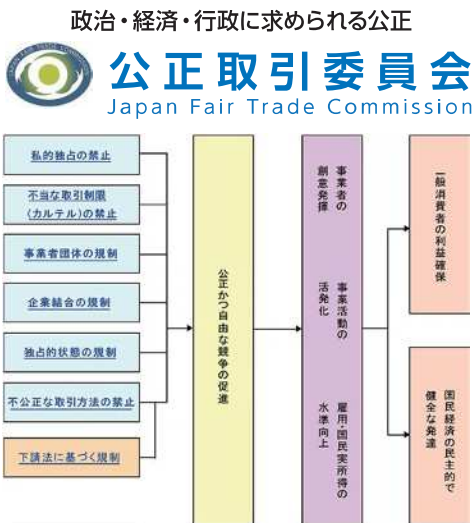 政治・経済・行政に求められる公正
JAPAN FAIR TRADE COMMISSION
公正取引委員会
Japan Fair Trade Commission
私的独占の禁止
不当な取引制限
(カルテル)の禁止
事業者団体の規制
企業結合の規制
独占的状態の規制
不公正な取引方法の禁止
下請法に基づく規制
公正かつ自由な競争の促進
事業者の
創意発揮
事業活動の
活発化
雇用・国民実所得の
水準向上
一般消費者の利益確保
国民経済の民主的で
健全な発達